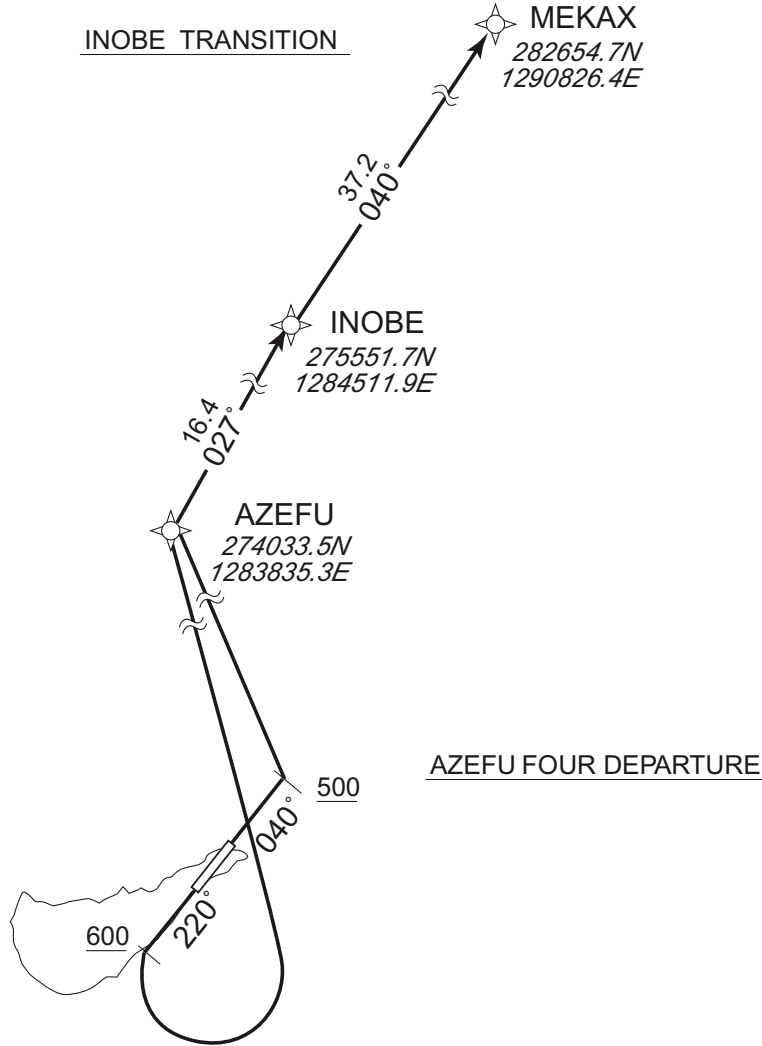 INOBE TRANSITION
MEKAX
282654.7N
1290826.4E
37.2
040°
INOBE
275551.7N
1284511.9E
16.4
027°
AZEFU
274033.5N
1283835.3E
AZEFU FOUR DEPARTURE
500
040°
220°
600